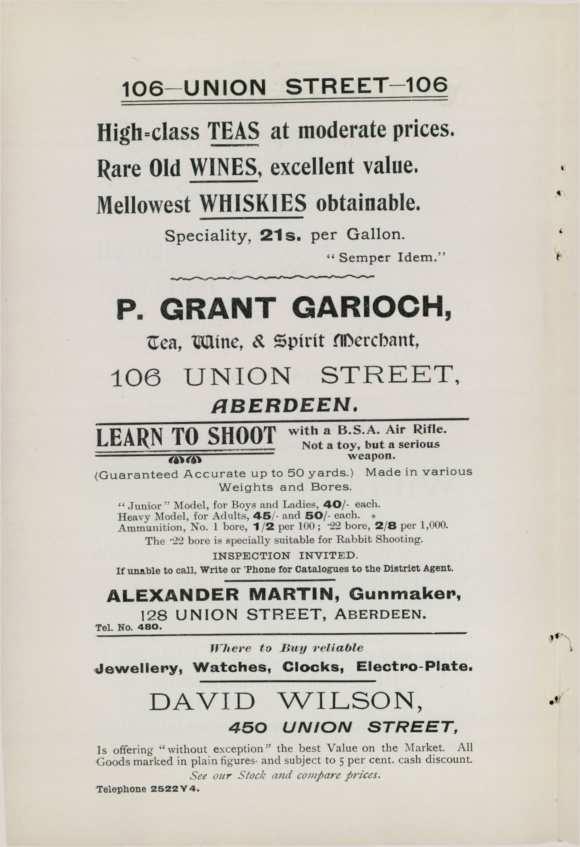 106—UNION STREET—106
High-class TEAS at moderate prices.
Rare Old WINES, excellent value.
Mellowest WHISKIES obtainable.
Speciality, 21s. per Gallon.
"Semper Idem."
P. GRANT GARIOCH,
Tea, Wine, & Spirit Merchant,
106 UNION STREET,
ABERDEEN.
LEARN TO SHOOT with a B.S.A. Air Rifle.
Not a toy, but a serious
weapon.
(Guaranteed Accurate up to 50 yards.) Made in various
Weights and Bores.
"Junior" Model, for Boys and Ladies, 40/- each.
Heavy Model, for Adults, 45/- and 50/- each.
Ammunition, No. 1 bore, 1/2 per 100; ·22 bore, 2/8 per 1,000.
The ·22 bore is specially suitable for Rabbit Shooting.
INSPECTION INVITED.
If unable to call, Write or 'Phone for Catalogues to the District Agent.
ALEXANDER MARTIN, Gunmaker,
128 UNION STREET, ABERDEEN.
Tel. No. 480.
Where to Buy reliable
Jewellery, Watches, Clocks, Electro-Plate.
DAVID WILSON,
450 UNION STREET,
Is offering "without exception" the best Value on the Market. All
Goods marked in plain figures and subject to 5 per cent. cash discount.
See our Stock and compare prices.
Telephone 2522Y4.